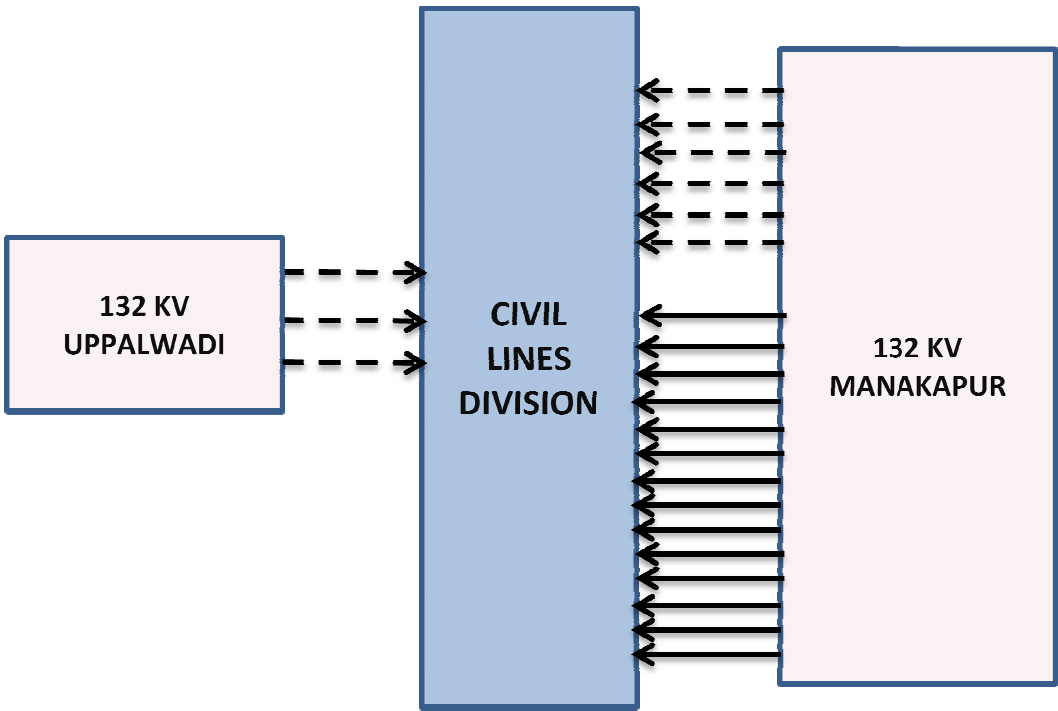 132 KV
UPPALWADI
CIVIL
LINES
DIVISION
132 KV
MANAKAPUR